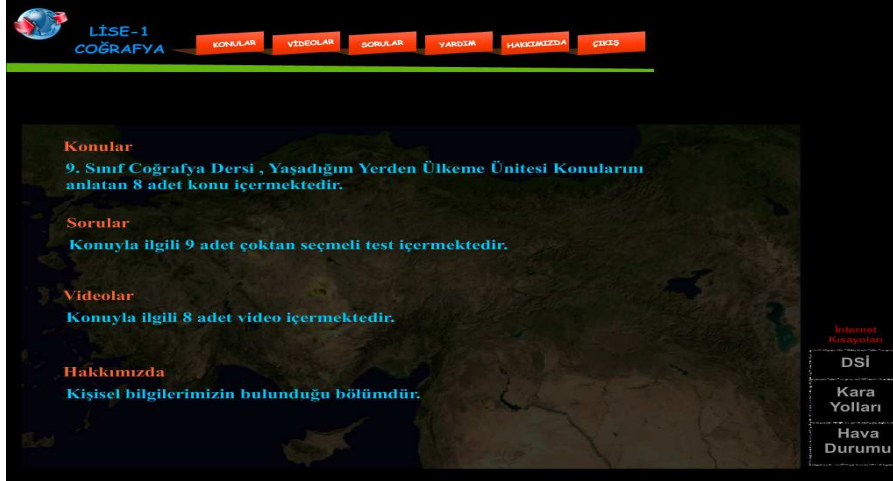 LİSE-1
COĞRAFYA
KONULAR
VİDEOLAR
SORULAR
YARDIM
HAKKIMIZDA
ÇIKIŞ
Konular
9. Sınıf Coğrafya Dersi , Yaşadığım Yerden Ülkeme Ünitesi Konularını
anlatan 8 adet konu içermektedir.
Sorular
Konuyla ilgili 9 adet çoktan seçmeli test içermektedir.
Videolar
Konuyla ilgili 8 adet video içermektedir.
Hakkımızda
Kişisel bilgilerimizin bulunduğu bölümdür.
İnternet
Kısayolları
DSİ
Kara
Yolları
Hava
Durumu